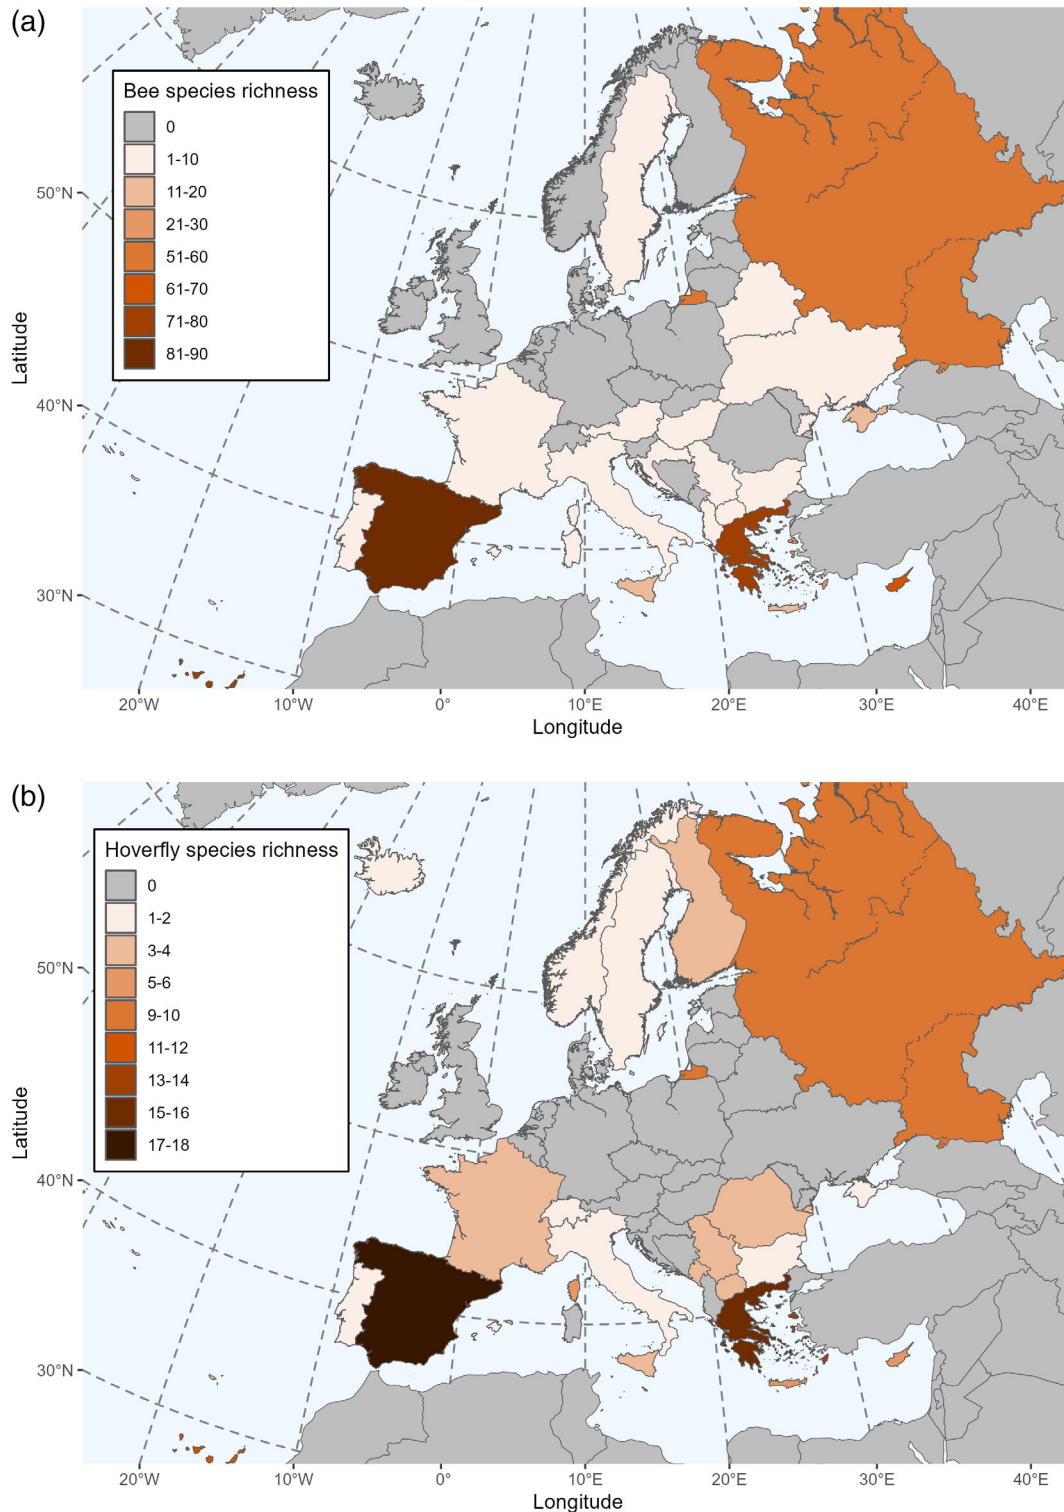 (a)
Bee species richness
0
1-10
11-20
21-30
51-60
61-70
71-80
81-90
50°N
40°N
30°N
Latitude
20°W 10°W 0° 10°E 20°E 30°E 40°E
Longitude
(b)
Hoverfly species richness
0
1-2
3-4
5-6
9-10
11-12
13-14
15-16
17-18
50°N
40°N
30°N
Latitude
20°W 10°W 0° 10°E 20°E 30°E 40°E
Longitude